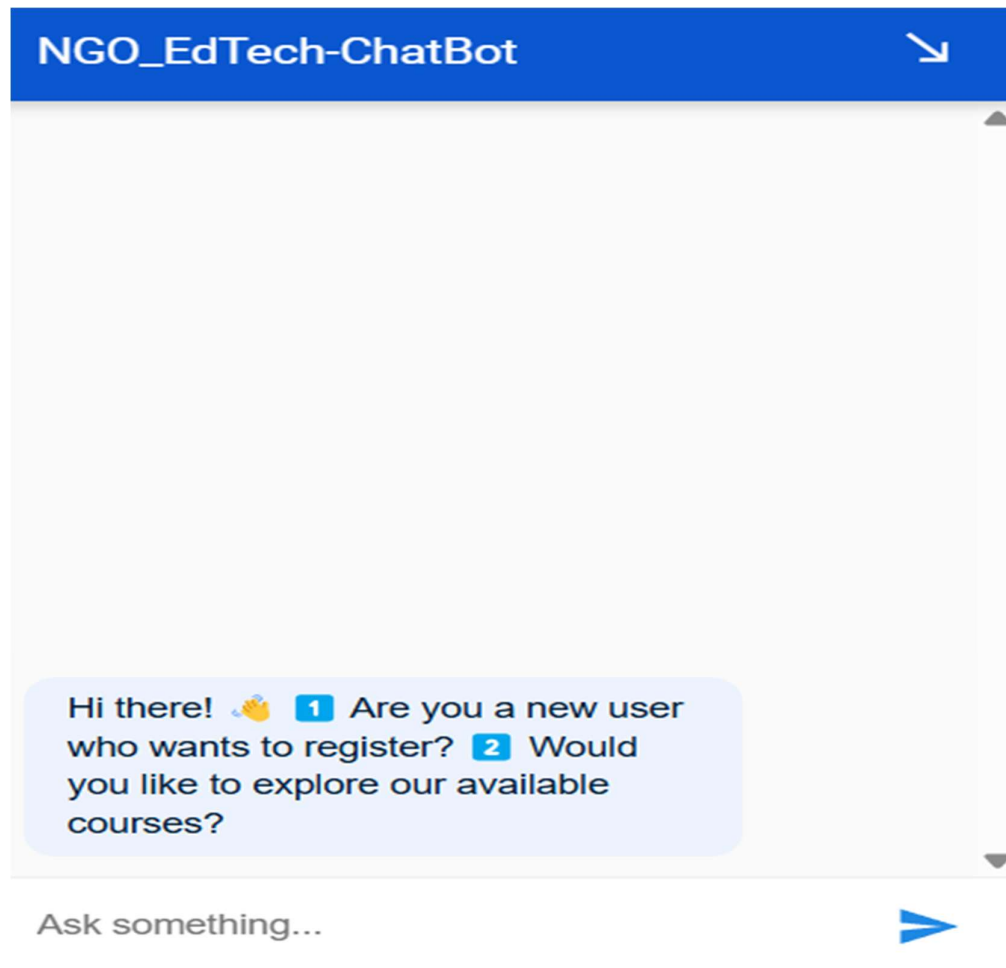 NGO_EdTech-ChatBot
Hi there! 👋 1️⃣ Are you a new user
who wants to register? 2️⃣ Would
you like to explore our available
courses?
Ask something...